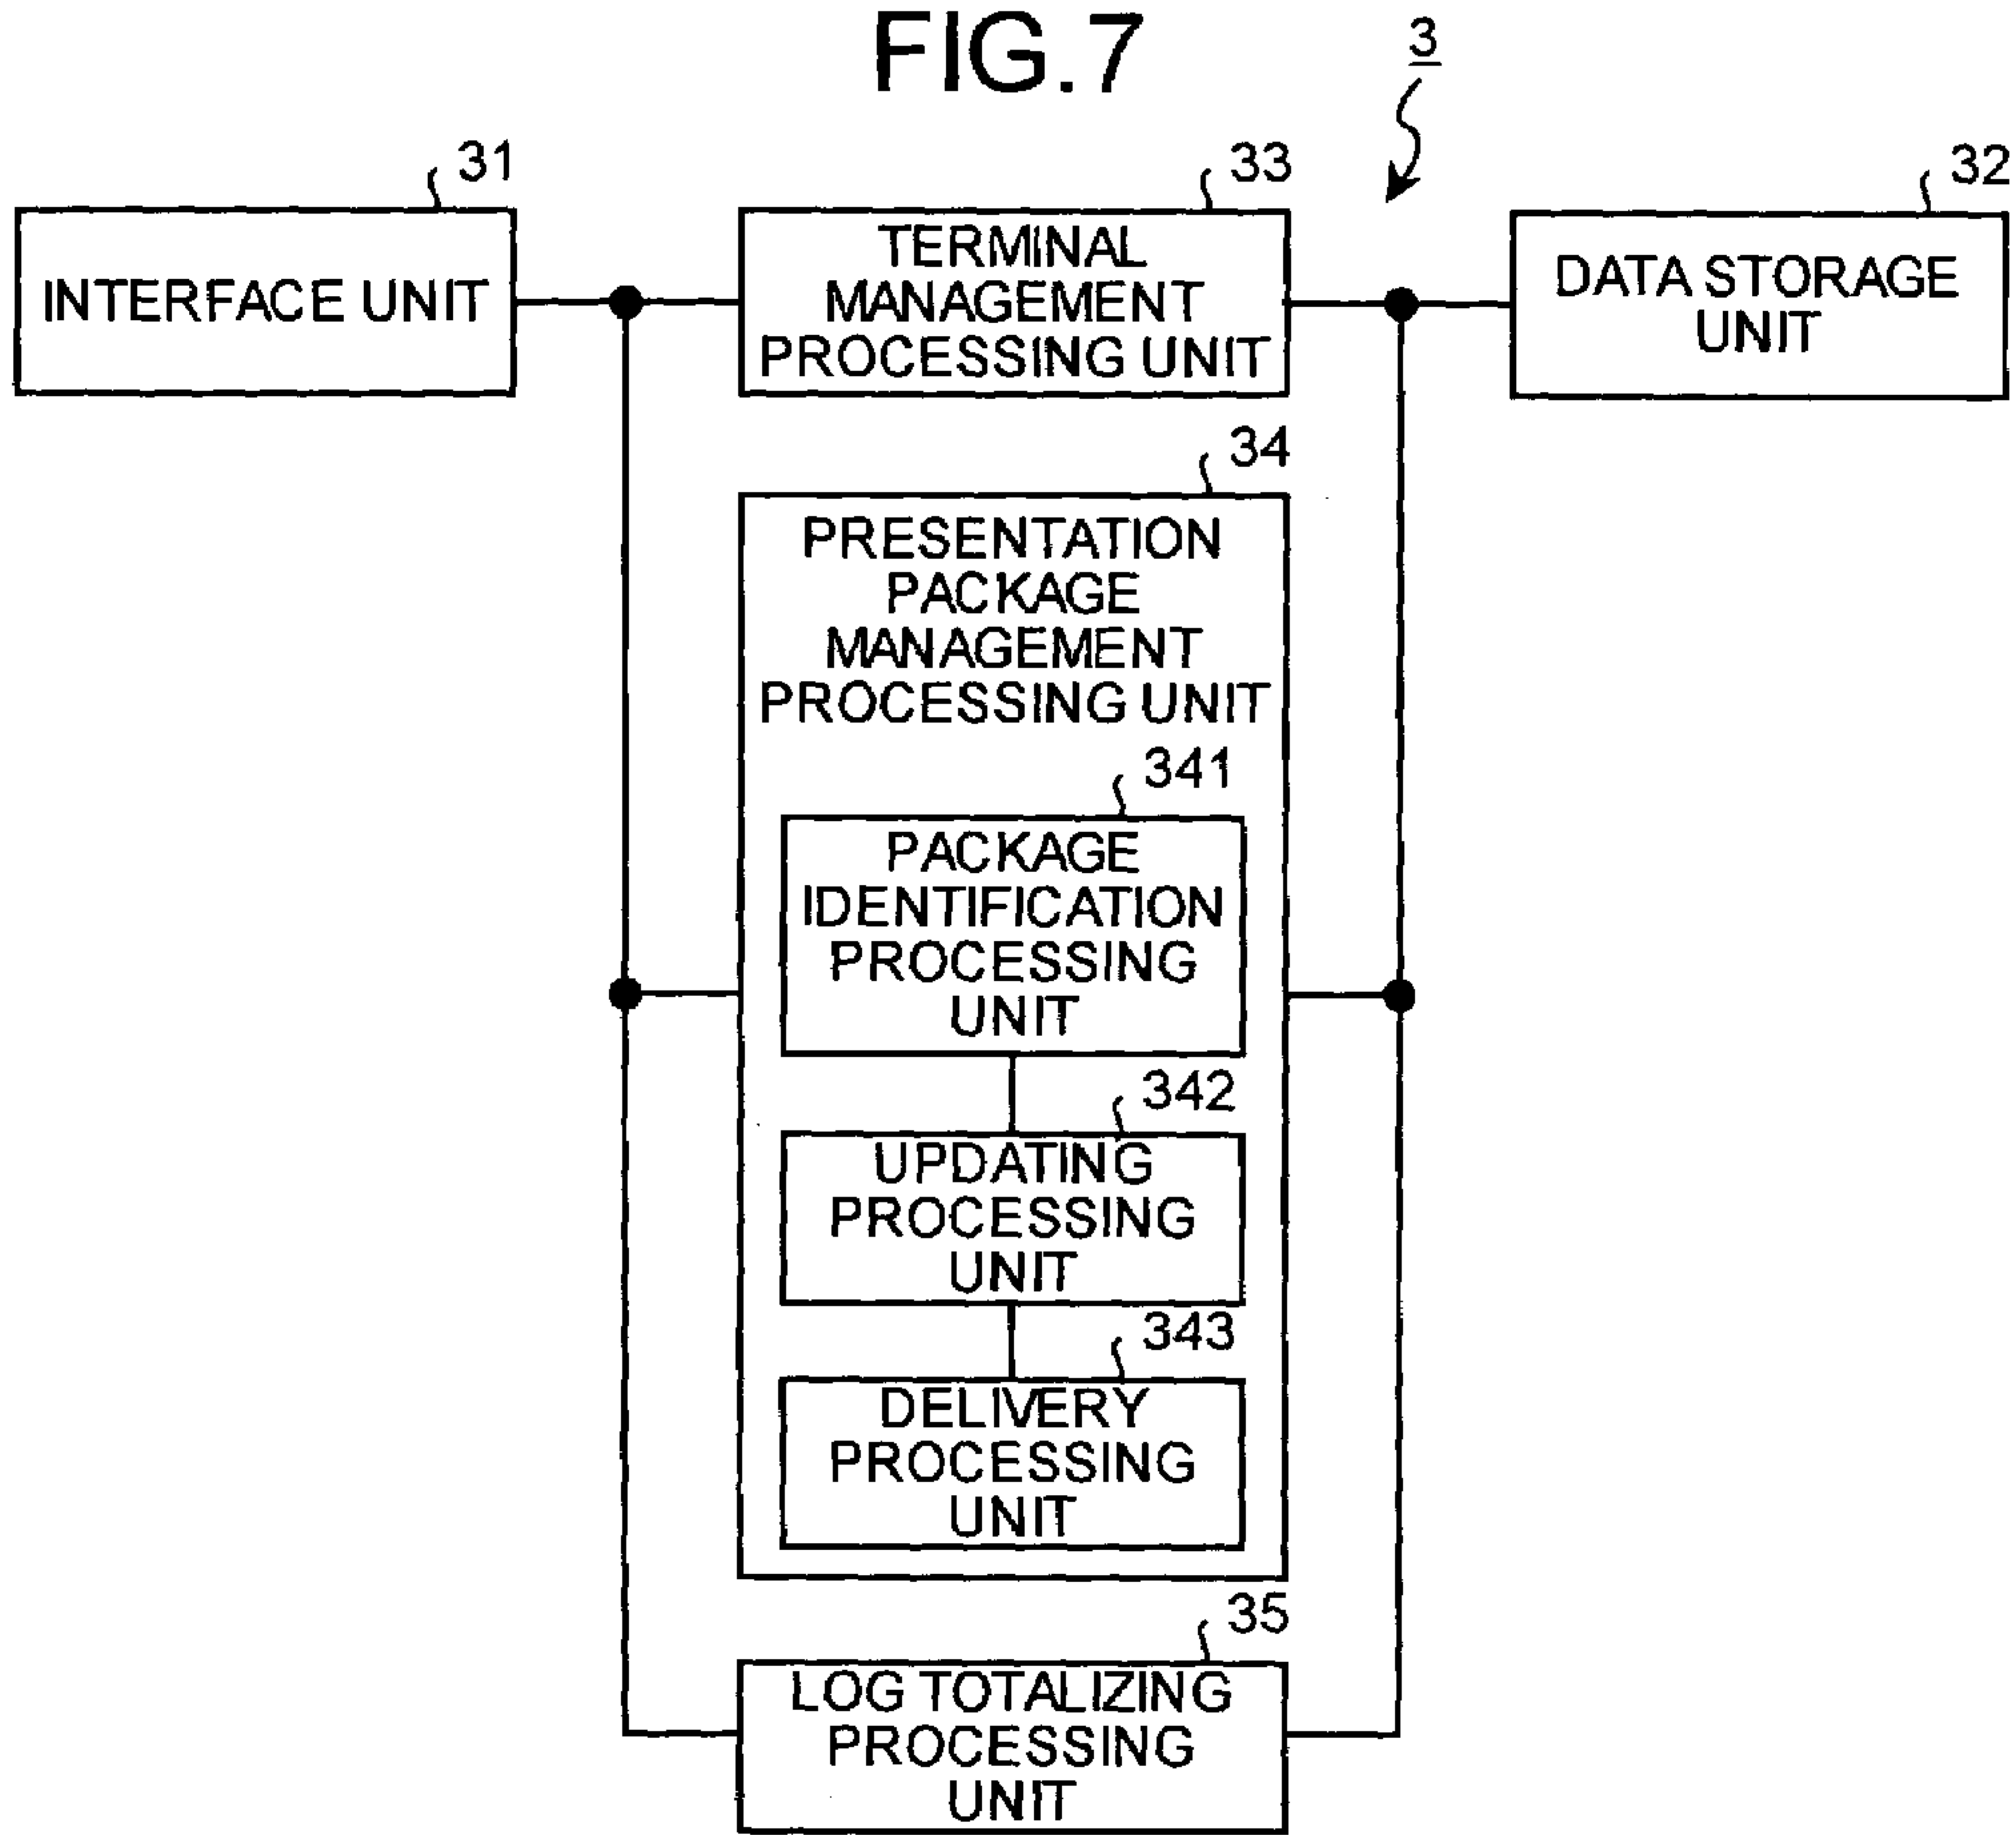 FIG.7
3
31
INTERFACE UNIT
33
TERMINAL
MANAGEMENT
PROCESSING UNIT
32
DATA STORAGE
UNIT
34
PRESENTATION
PACKAGE
MANAGEMENT
PROCESSING UNIT
341
PACKAGE
IDENTIFICATION
PROCESSING
UNIT
342
UPDATING
PROCESSING
UNIT
343
DELIVERY
PROCESSING
UNIT
35
LOG TOTALIZING
PROCESSING
UNIT